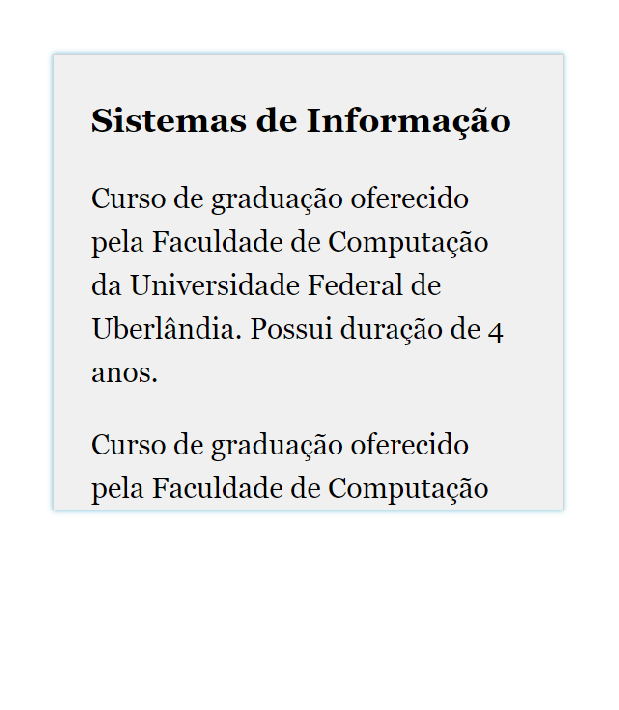 Sistemas de Informação
Curso de graduação oferecido
pela Faculdade de Computação
da Universidade Federal de
Uberlândia. Possui duração de 4
anos.
Curso de graduação oferecido
pela Faculdade de Computação